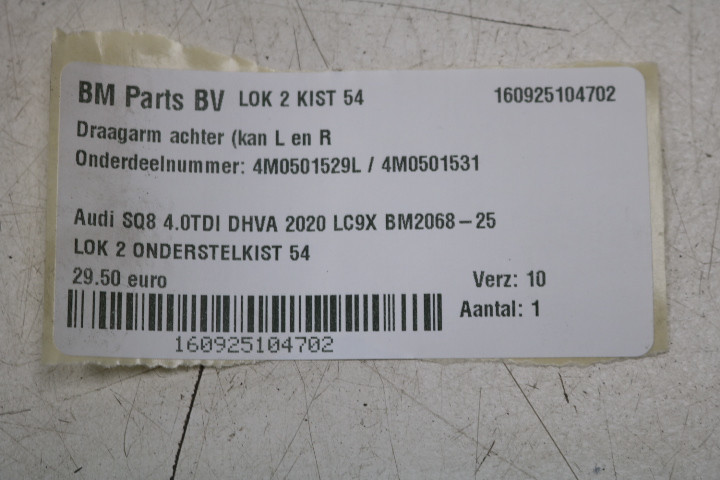 BM Parts BV LOK 2 KIST 54 160925104702
Draagarm achter (kan L en R
Onderdeelnummer: 4M0501529L / 4M0501531
Audi SQ8 4.0TDI DHVA 2020 LC9X BM2068-25
LOK 2 ONDERSTELKIST 54
29.50 euro Verz: 10
Aantal: 1
160925104702